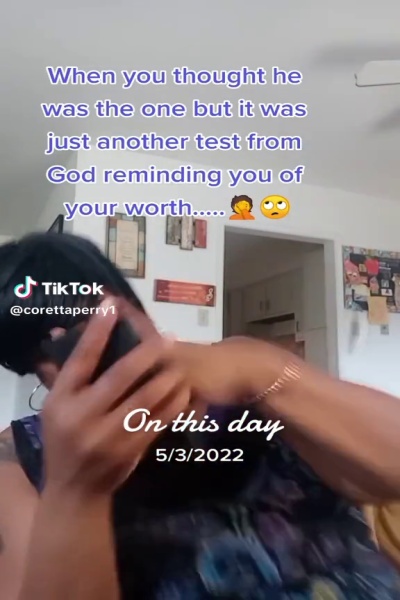 When you thought he
was the one but it was
just another test from
God reminding you of
your worth.....🤦🙄
TikTok
@corettaperry1
On this day
5/3/2022